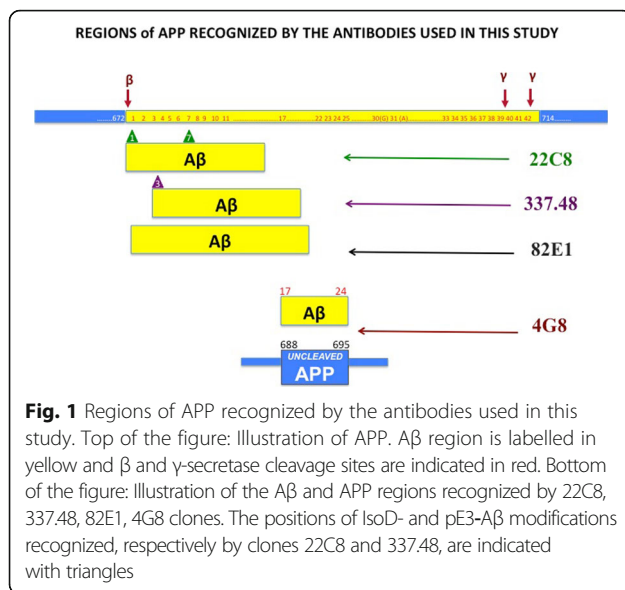 REGIONS of APP RECOGNIZED BY THE ANTIBODIES USED IN THIS STUDY
β γ γ
......672 1 2 3 4 5 6 7 8 9 10 11....................17............22 23 24 25..........30(G) 31 (A)..............33 34 35 36 37 38 39 40 41 42 714......
1 7
Aβ 22C8
3
Aβ 337.48
Aβ 82E1
17 24
Aβ 4G8
688 695
UNCLEAVED
APP
Fig. 1 Regions of APP recognized by the antibodies used in this
study. Top of the figure: Illustration of APP. Aβ region is labelled in
yellow and β and γ-secretase cleavage sites are indicated in red. Bottom
of the figure: Illustration of the Aβ and APP regions recognized by 22C8,
337.48, 82E1, 4G8 clones. The positions of IsoD- and pE3-Aβ modifications
recognized, respectively by clones 22C8 and 337.48, are indicated
with triangles